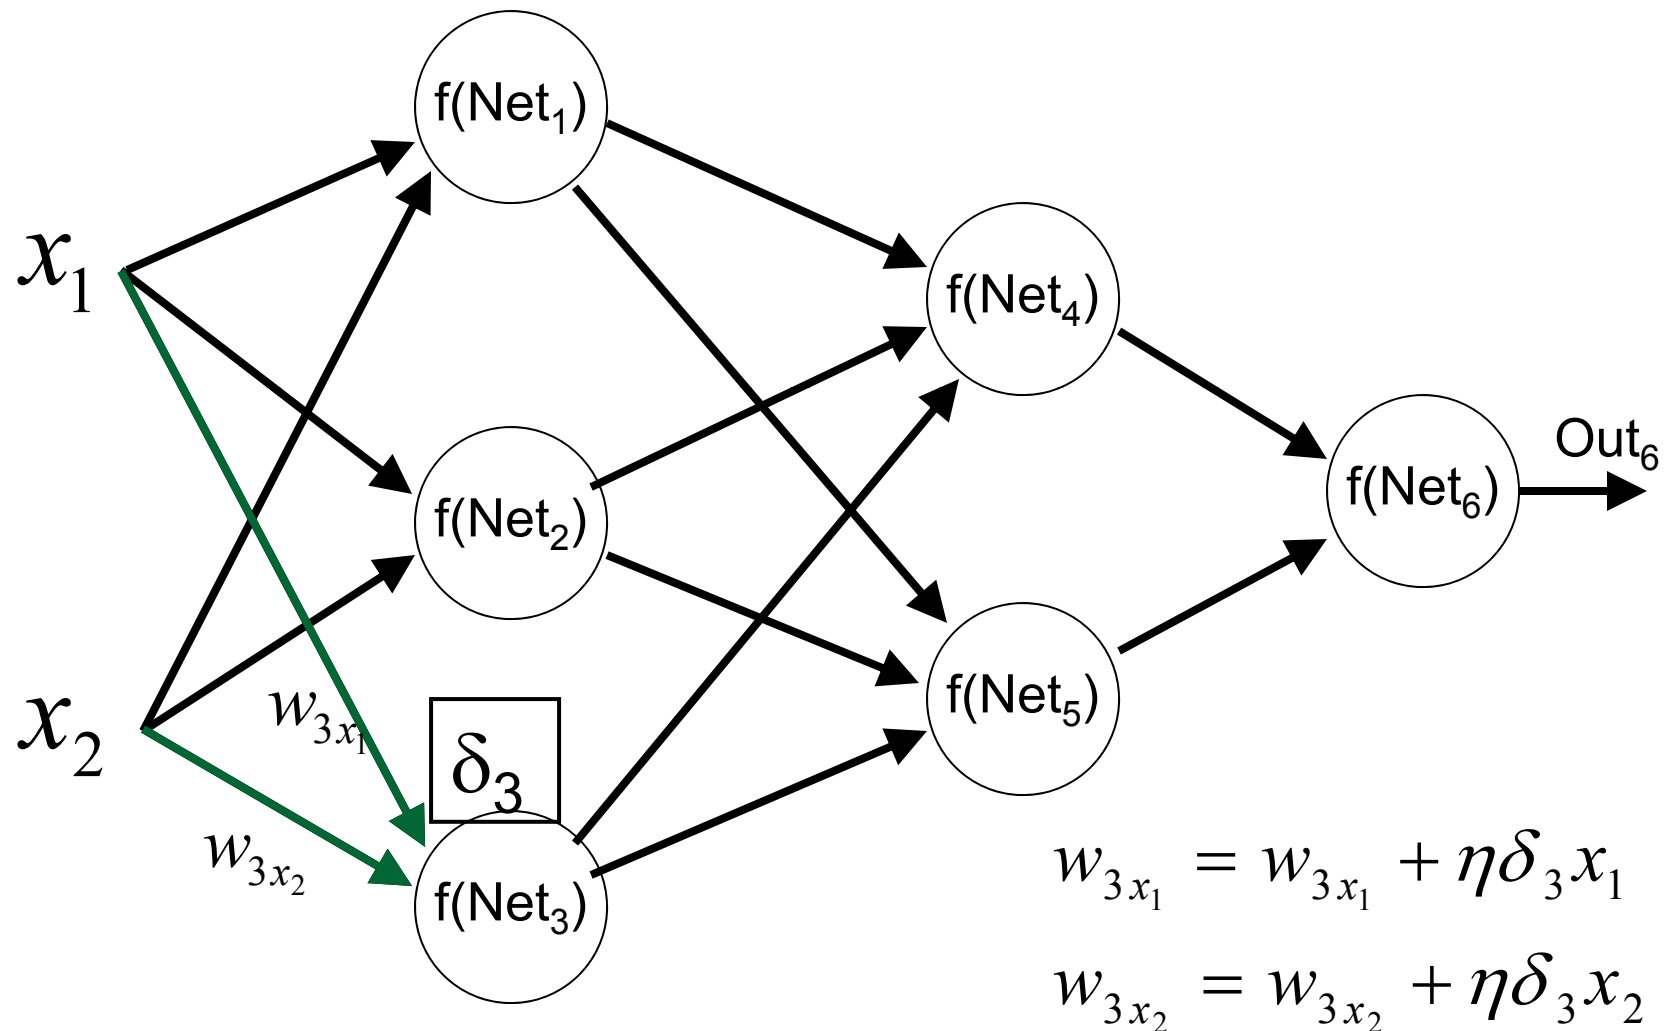 f(Net₁)
x₁
f(Net₄)
Out₆
f(Net₆)
f(Net₂)
w₃ₓ₁
δ₃
f(Net₅)
x₂
w₃ₓ₂
f(Net₃)
w₃ₓ₁ = w₃ₓ₁ + ηδ₃x₁
w₃ₓ₂ = w₃ₓ₂ + ηδ₃x₂